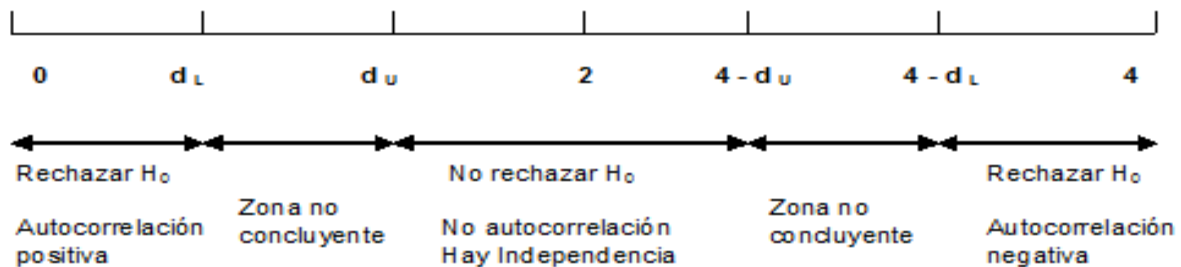 0 d L d U 2 4 - d U 4 - d L 4
Rechazar H₀ No rechazar H₀ Rechazar H₀
Zona no Zona no
Autocorrelación concluyente No autocorrelación concluyente Autocorrelación
positiva Hay Independencia negativa